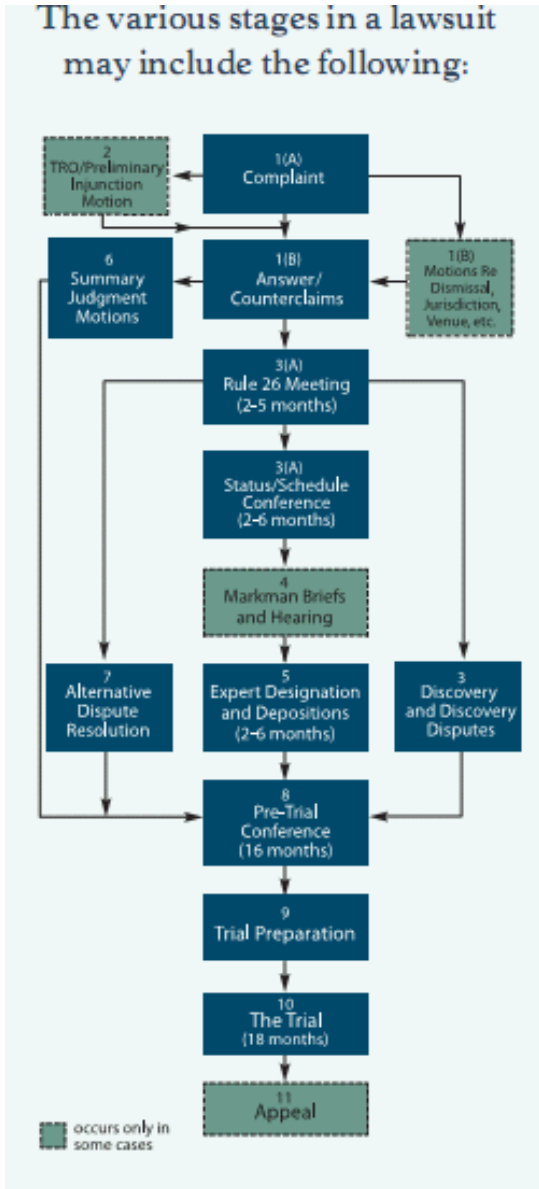 The various stages in a lawsuit
may include the following:
2
TRO/Preliminary
Injunction
Motion
1(A)
Complaint
6
Summary
Judgment
Motions
1(B)
Answer/
Counterclaims
1(B)
Motions Re
Dismissal,
Jurisdiction,
Venue, etc.
3(A)
Rule 26 Meeting
(2–5 months)
3(A)
Status/Schedule
Conference
(2–6 months)
4
Markman Briefs
and Hearing
7
Alternative
Dispute
Resolution
5
Expert Designation
and Depositions
(2–6 months)
3
Discovery
and Discovery
Disputes
8
Pre-Trial
Conference
(16 months)
9
Trial Preparation
10
The Trial
(18 months)
11
Appeal
occurs only in
some cases